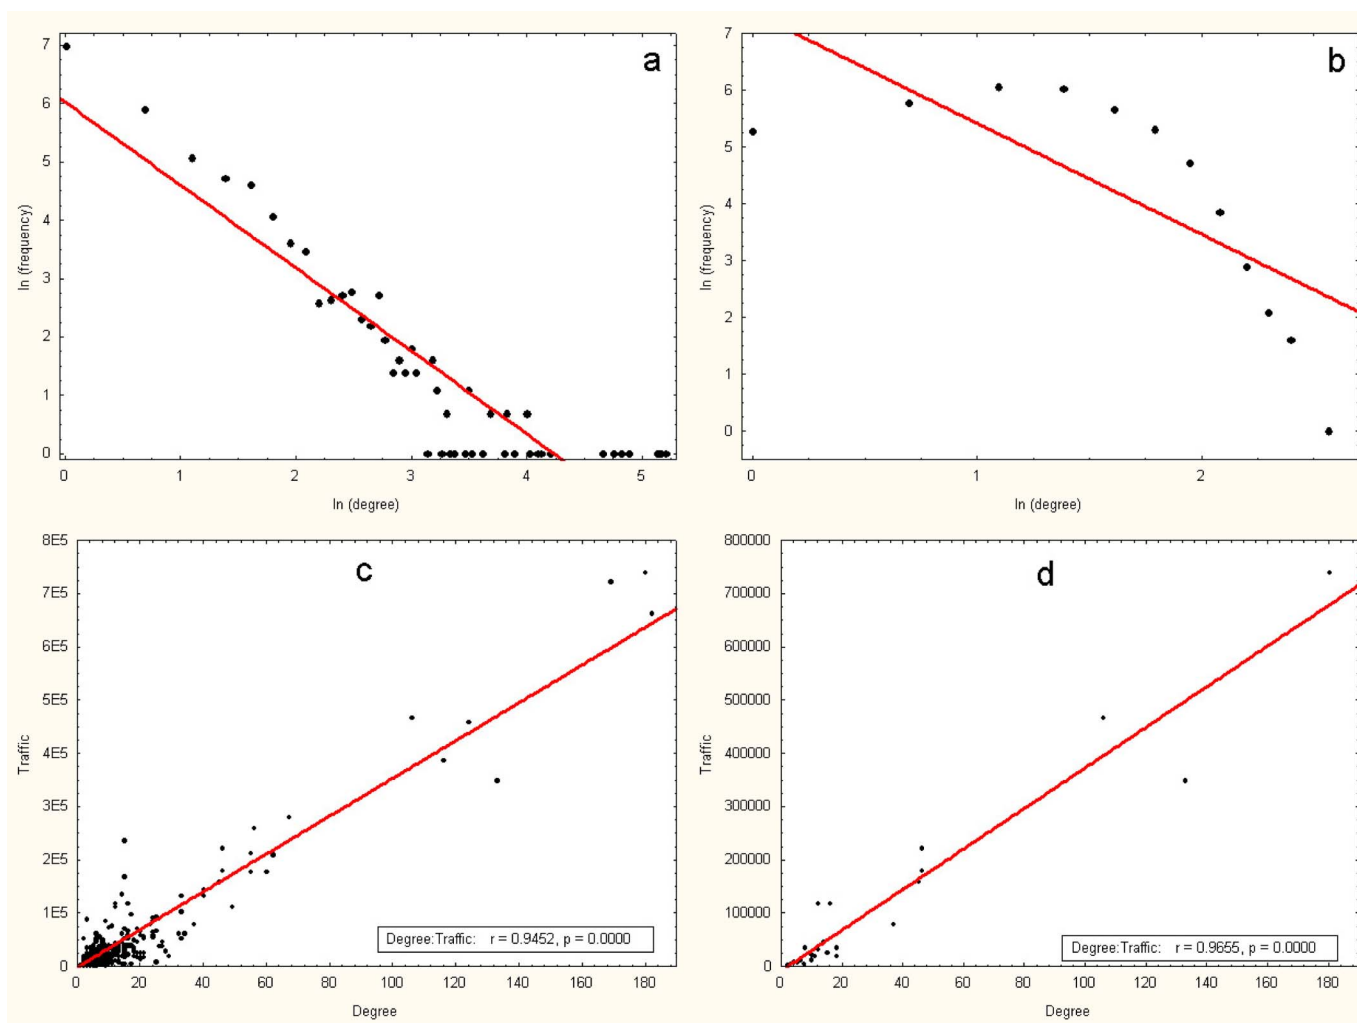 a
7
6
5
4
3
2
1
0
ln (frequency)
0 1 2 3 4 5
ln (degree)
b
7
6
5
4
3
2
1
0
ln (frequency)
0 1 2
ln (degree)
c
8E5
7E5
6E5
5E5
4E5
3E5
2E5
1E5
0
Traffic
Degree:Traffic: r = 0.9452, p = 0.0000
0 20 40 60 80 100 120 140 160 180
Degree
d
800000
700000
600000
500000
400000
300000
200000
100000
0
Traffic
Degree:Traffic: r = 0.9655, p = 0.0000
0 20 40 60 80 100 120 140 160 180
Degree